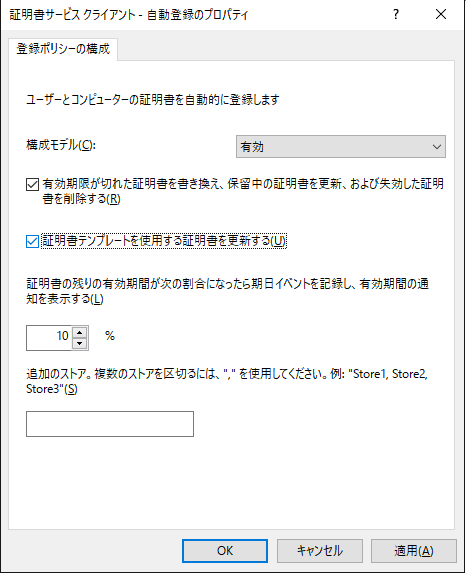 証明書サービス クライアント - 自動登録のプロパティ
?
登録ポリシーの構成
ユーザーとコンピューターの証明書を自動的に登録します
構成モデル(C):
有効
有効期限が切れた証明書を書き換え、保留中の証明書を更新、および失効した証明
書を削除する(R)
証明書テンプレートを使用する証明書を更新する(U)
証明書の残りの有効期間が次の割合になったら期日イベントを記録し、有効期間の通
知を表示する(L)
10 %
追加のストア。複数のストアを区切るには、"," を使用してください。例: "Store1, Store2,
Store3"(S)
OK キャンセル 適用(A)